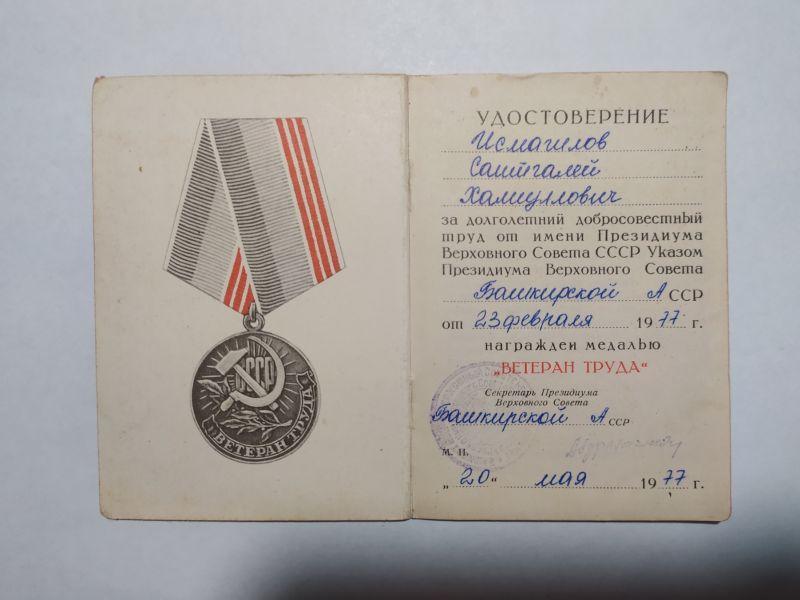 СССР
ВЕТЕРАН ТРУДА
УДОСТОВЕРЕНИЕ
Исмагилов
Саитгалей
Хамуллович
за долголетний добросовестный
труд от имени Президиума
Верховного Совета СССР Указом
Президиума Верховного Совета
Башкирской АССР
от 23 февраля 1977 г.
награжден медалью
„ВЕТЕРАН ТРУДА“
Секретарь Президиума
Верховного Совета
Башкирской АССР
М. П.
„20“ мая 1977 г.